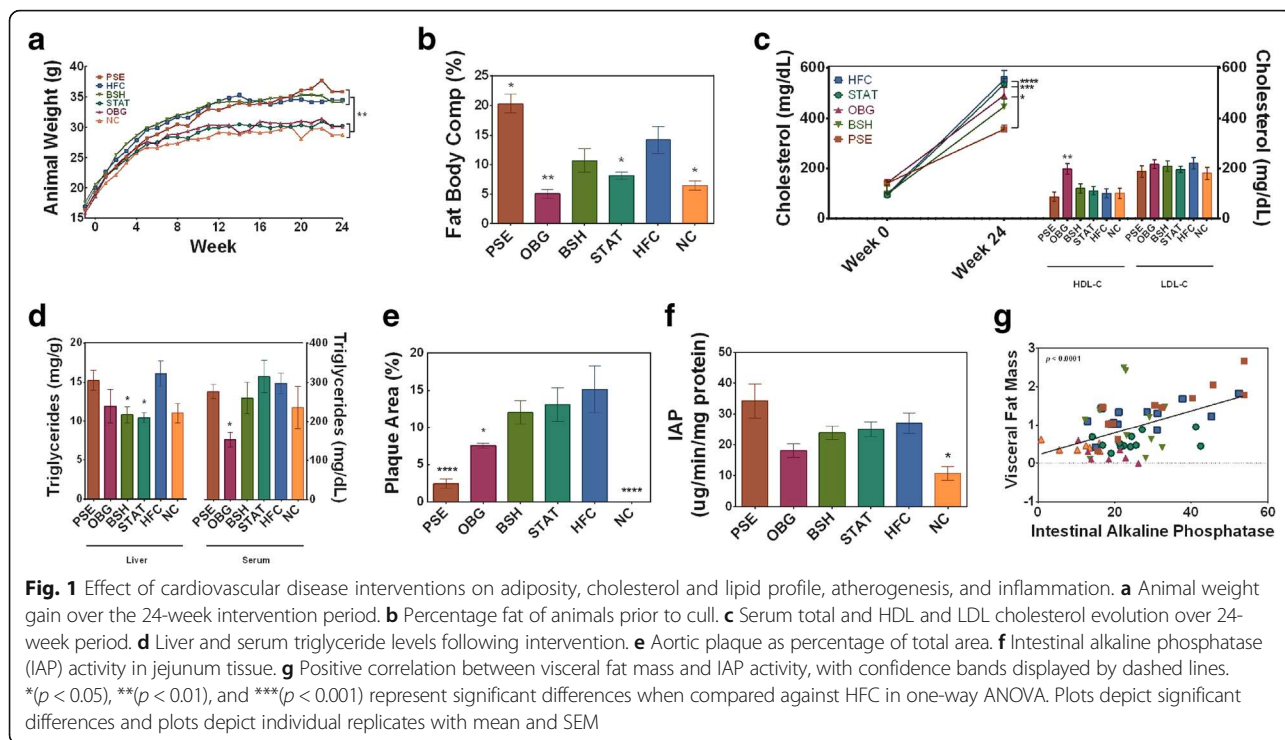 a
Animal Weight (g)
40
35
30
25
20
15
PSE
HFC
BSH
STAT
OBG
NC
**
0 4 8 12 16 20 24
Week
b
Fat Body Comp (%)
25
20
15
10
5
0
*
**
*
*
PSE OBG BSH STAT HFC NC
c
Cholesterol (mg/dL)
600
400
200
0
HFC
STAT
OBG
BSH
PSE
****
***
*
**
Week 0 Week 24
PSE OBG BSH STAT HFC NC PSE OBG BSH STAT HFC NC
HDL-C LDL-C
600
400
200
0
Cholesterol (mg/dL)
d
Triglycerides (mg/g)
20
15
10
5
0
* *
*
PSE OBG BSH STAT HFC NC PSE OBG BSH STAT HFC NC
Liver Serum
400
300
200
100
0
Triglycerides (mg/dL)
e
Plaque Area (%)
20
15
10
5
0
****
*
****
PSE OBG BSH STAT HFC NC
f
IAP
(ug/min/mg protein)
50
40
30
20
10
0
*
PSE OBG BSH STAT HFC NC
g
Visceral Fat Mass
3
2
1
0
-1
p < 0.0001
0 20 40 60
Intestinal Alkaline Phosphatase
Fig. 1 Effect of cardiovascular disease interventions on adiposity, cholesterol and lipid profile, atherogenesis, and inflammation. a Animal weight
gain over the 24-week intervention period. b Percentage fat of animals prior to cull. c Serum total and HDL and LDL cholesterol evolution over 24-
week period. d Liver and serum triglyceride levels following intervention. e Aortic plaque as percentage of total area. f Intestinal alkaline phosphatase
(IAP) activity in jejunum tissue. g Positive correlation between visceral fat mass and IAP activity, with confidence bands displayed by dashed lines.
*(p < 0.05), **(p < 0.01), and ***(p < 0.001) represent significant differences when compared against HFC in one-way ANOVA. Plots depict significant
differences and plots depict individual replicates with mean and SEM